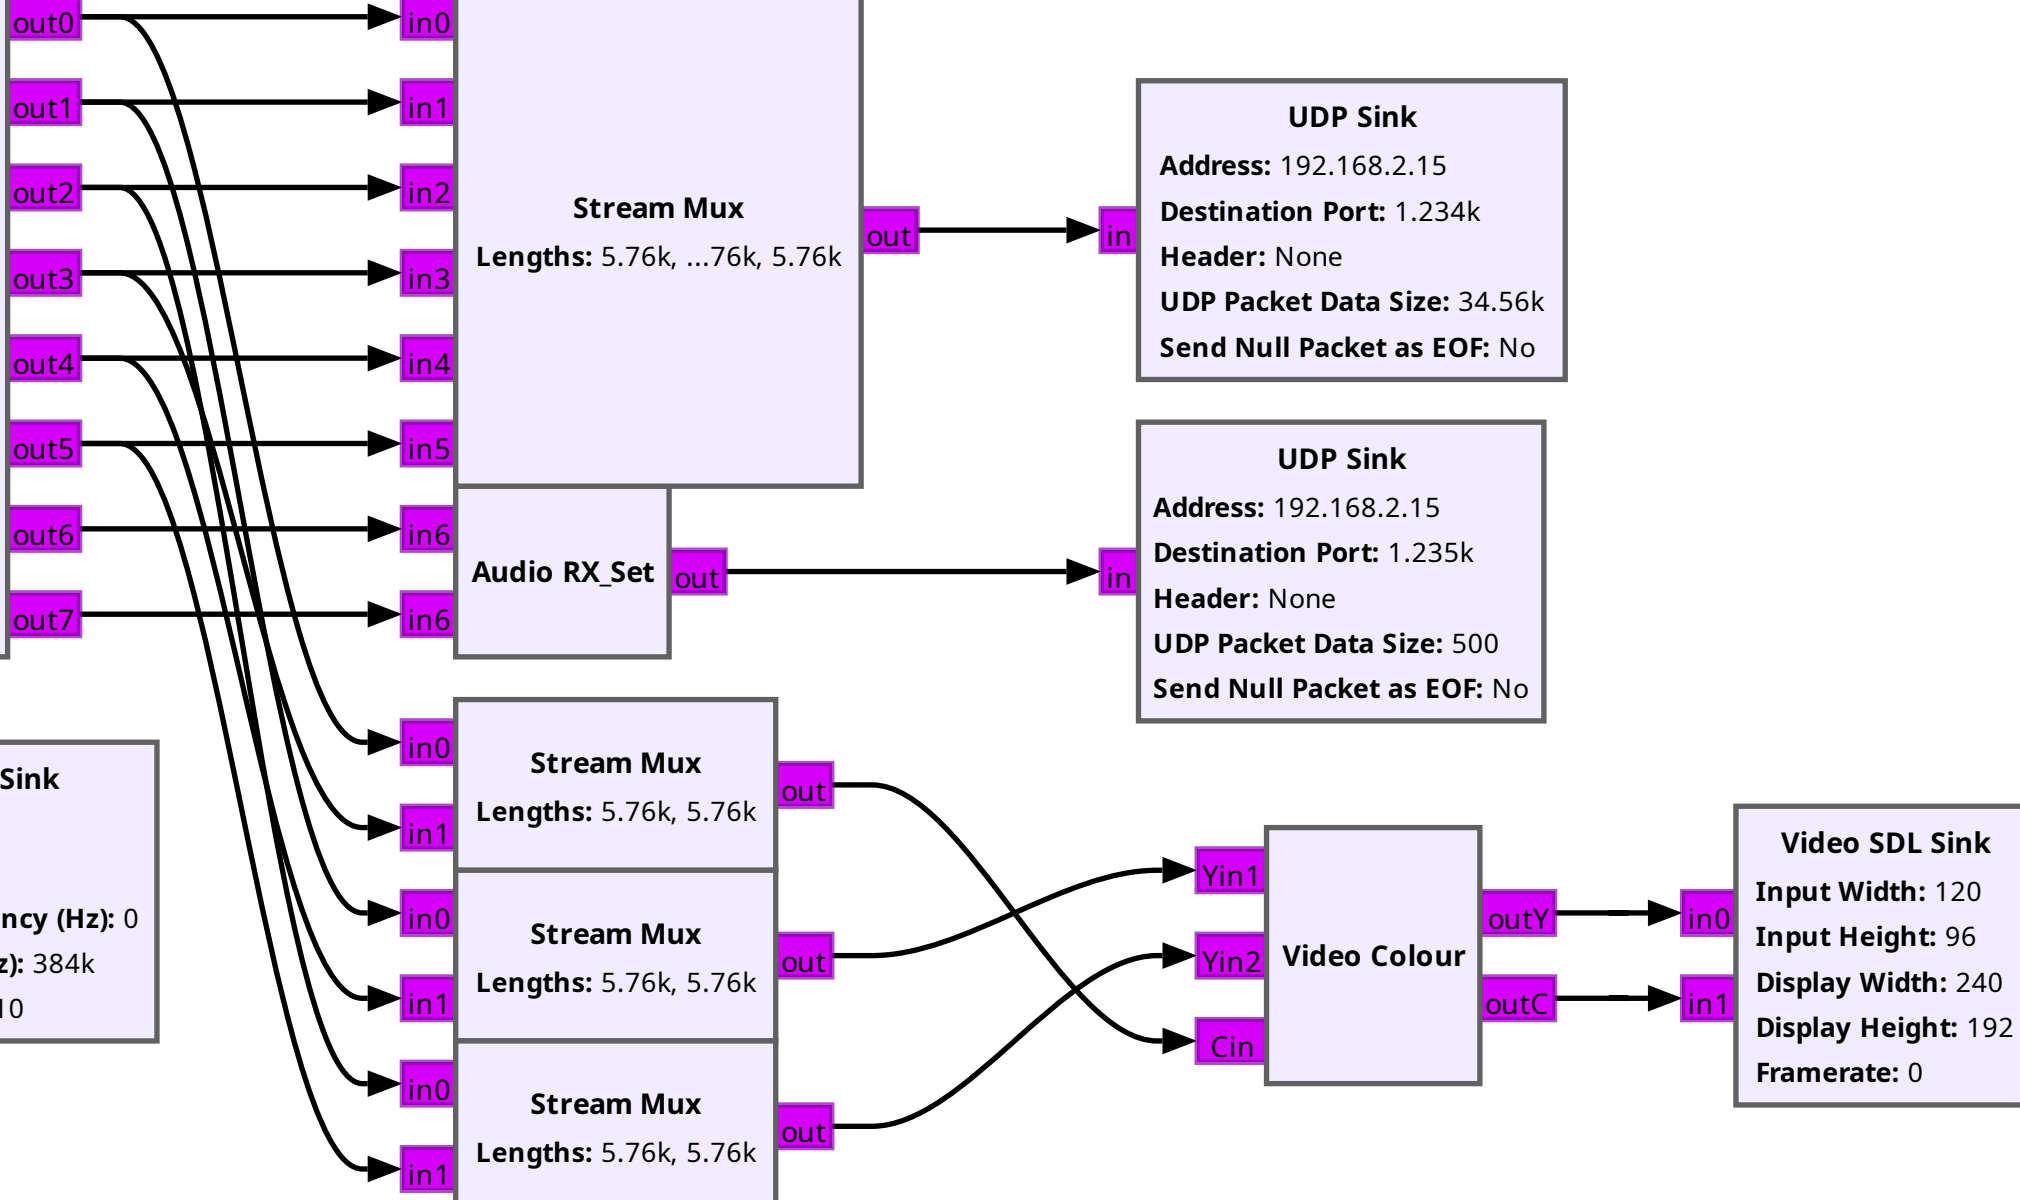 out0
out1
out2
out3
out4
out5
out6
out7
in0
in1
in2
in3
in4
in5
in6
in6
Stream Mux
Lengths: 5.76k, ...76k, 5.76k
out
Audio RX_Set
out
in
UDP Sink
Address: 192.168.2.15
Destination Port: 1.234k
Header: None
UDP Packet Data Size: 34.56k
Send Null Packet as EOF: No
in
UDP Sink
Address: 192.168.2.15
Destination Port: 1.235k
Header: None
UDP Packet Data Size: 500
Send Null Packet as EOF: No
Sink
ncy (Hz): 0
z): 384k
10
in0
in1
Stream Mux
Lengths: 5.76k, 5.76k
out
in0
in1
Stream Mux
Lengths: 5.76k, 5.76k
out
in0
in1
Stream Mux
Lengths: 5.76k, 5.76k
out
Yin1
Yin2
Cin
Video Colour
outY
outC
in0
in1
Video SDL Sink
Input Width: 120
Input Height: 96
Display Width: 240
Display Height: 192
Framerate: 0